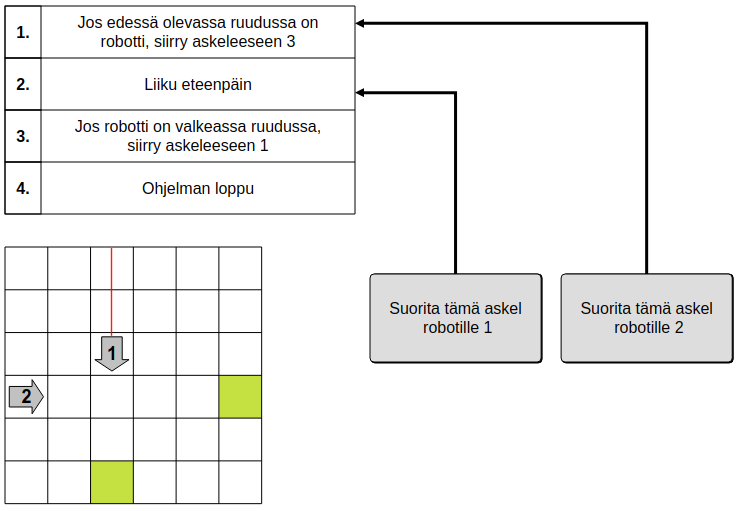 1.
Jos edessä olevassa ruudussa on
robotti, siirry askeleeseen 3
2.
Liiku eteenpäin
3.
Jos robotti on valkeassa ruudussa,
siirry askeleeseen 1
4.
Ohjelman loppu
Suorita tämä askel
robotille 1
Suorita tämä askel
robotille 2
1
2